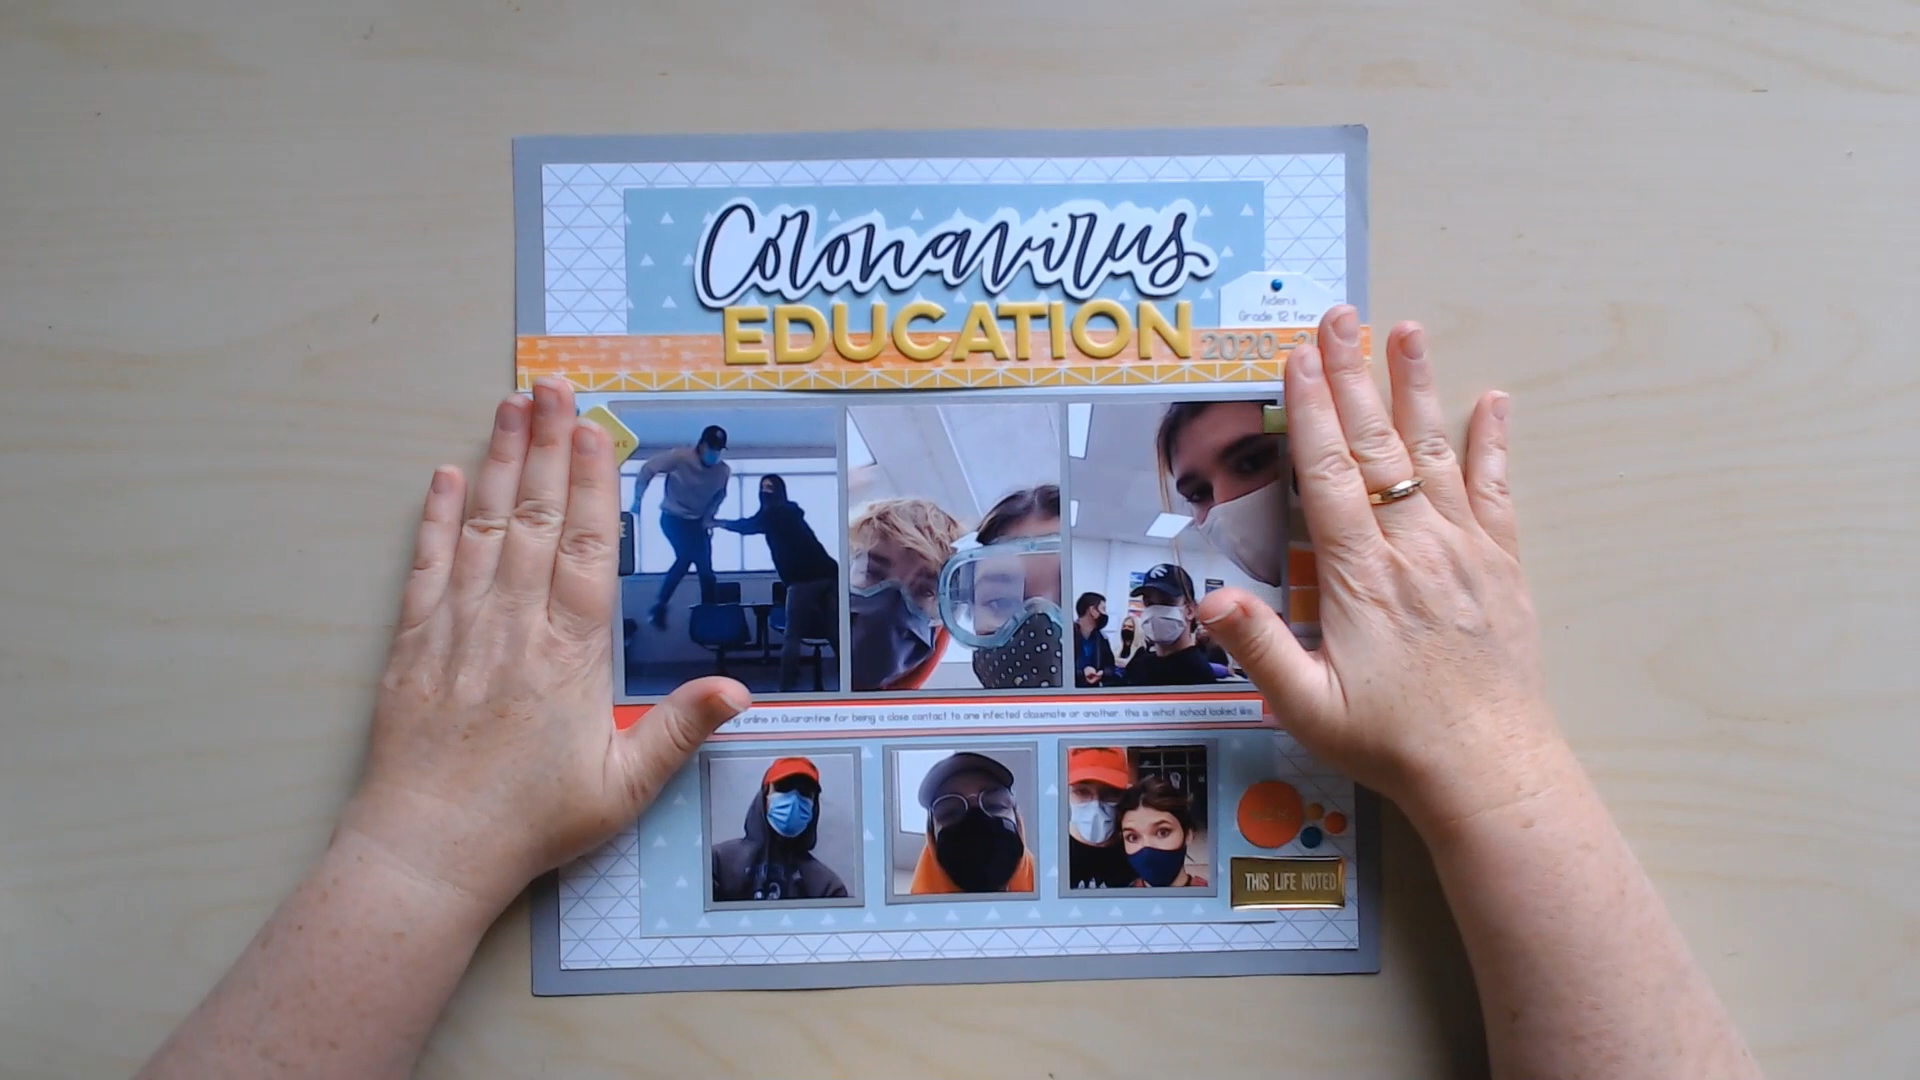 Coronavirus
EDUCATION
Aiden's
Grade 12 Year
2020-2
online in Quarantine for being a close contact to one infected classmate or another, this is what school looked like.
THIS LIFE NOTED